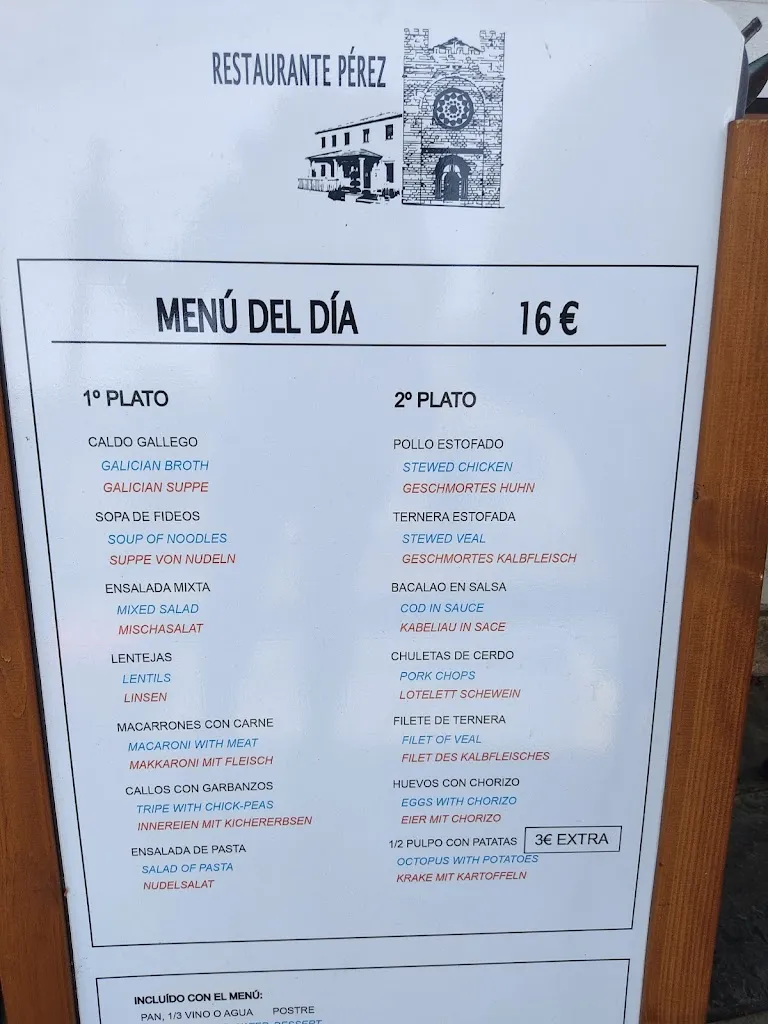 RESTAURANTE PÉREZ
MENÚ DEL DÍA 16 €
1º PLATO
CALDO GALLEGO
GALICIAN BROTH
GALICIAN SUPPE
SOPA DE FIDEOS
SOUP OF NOODLES
SUPPE VON NUDELN
ENSALADA MIXTA
MIXED SALAD
MISCHASALAT
LENTEJAS
LENTILS
LINSEN
MACARRONES CON CARNE
MACARONI WITH MEAT
MAKKARONI MIT FLEISCH
CALLOS CON GARBANZOS
TRIPE WITH CHICK-PEAS
INNEREIEN MIT KICHERERBSEN
ENSALADA DE PASTA
SALAD OF PASTA
NUDELSALAT
2º PLATO
POLLO ESTOFADO
STEWED CHICKEN
GESCHMORTES HUHN
TERNERA ESTOFADA
STEWED VEAL
GESCHMORTES KALBFLEISCH
BACALAO EN SALSA
COD IN SAUCE
KABELIAU IN SACE
CHULETAS DE CERDO
PORK CHOPS
LOTELETT SCHEWEIN
FILETE DE TERNERA
FILET OF VEAL
FILET DES KALBFLEISCHES
HUEVOS CON CHORIZO
EGGS WITH CHORIZO
EIER MIT CHORIZO
1/2 PULPO CON PATATAS 3€ EXTRA
OCTOPUS WITH POTATOES
KRAKE MIT KARTOFFELN
INCLUÍDO CON EL MENÚ:
PAN, 1/3 VINO O AGUA POSTRE
DESSERT